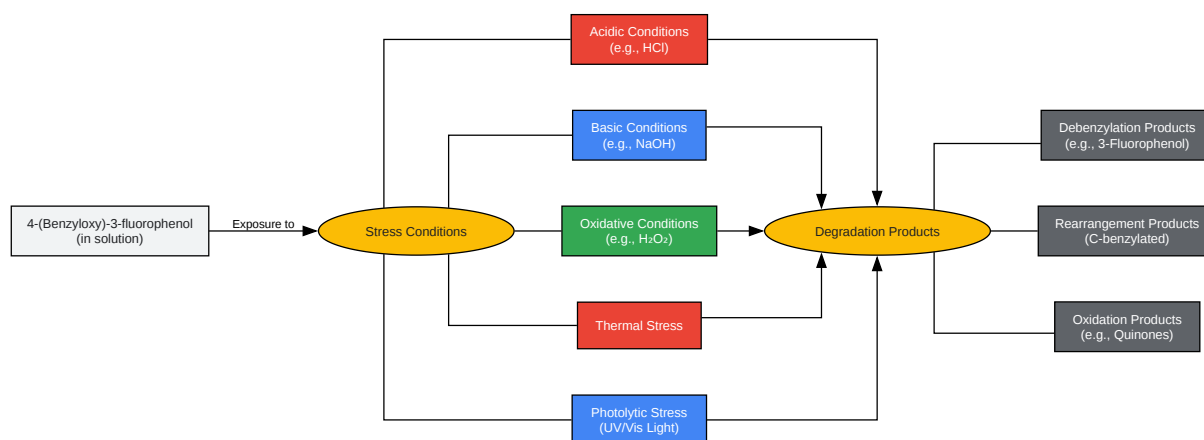 4-(Benzyloxy)-3-fluorophenol
(in solution)
Exposure to
Stress Conditions
Acidic Conditions
(e.g., HCl)
Basic Conditions
(e.g., NaOH)
Oxidative Conditions
(e.g., H₂O₂)
Thermal Stress
Photolytic Stress
(UV/Vis Light)
Degradation Products
Debenzylation Products
(e.g., 3-Fluorophenol)
Rearrangement Products
(C-benzylated)
Oxidation Products
(e.g., Quinones)